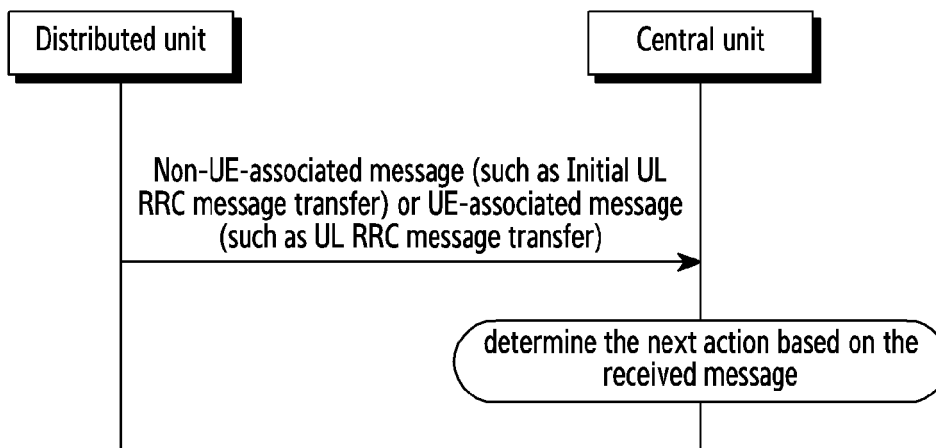 Distributed unit
Central unit
Non-UE-associated message (such as Initial UL
RRC message transfer) or UE-associated message
(such as UL RRC message transfer)
determine the next action based on the
received message